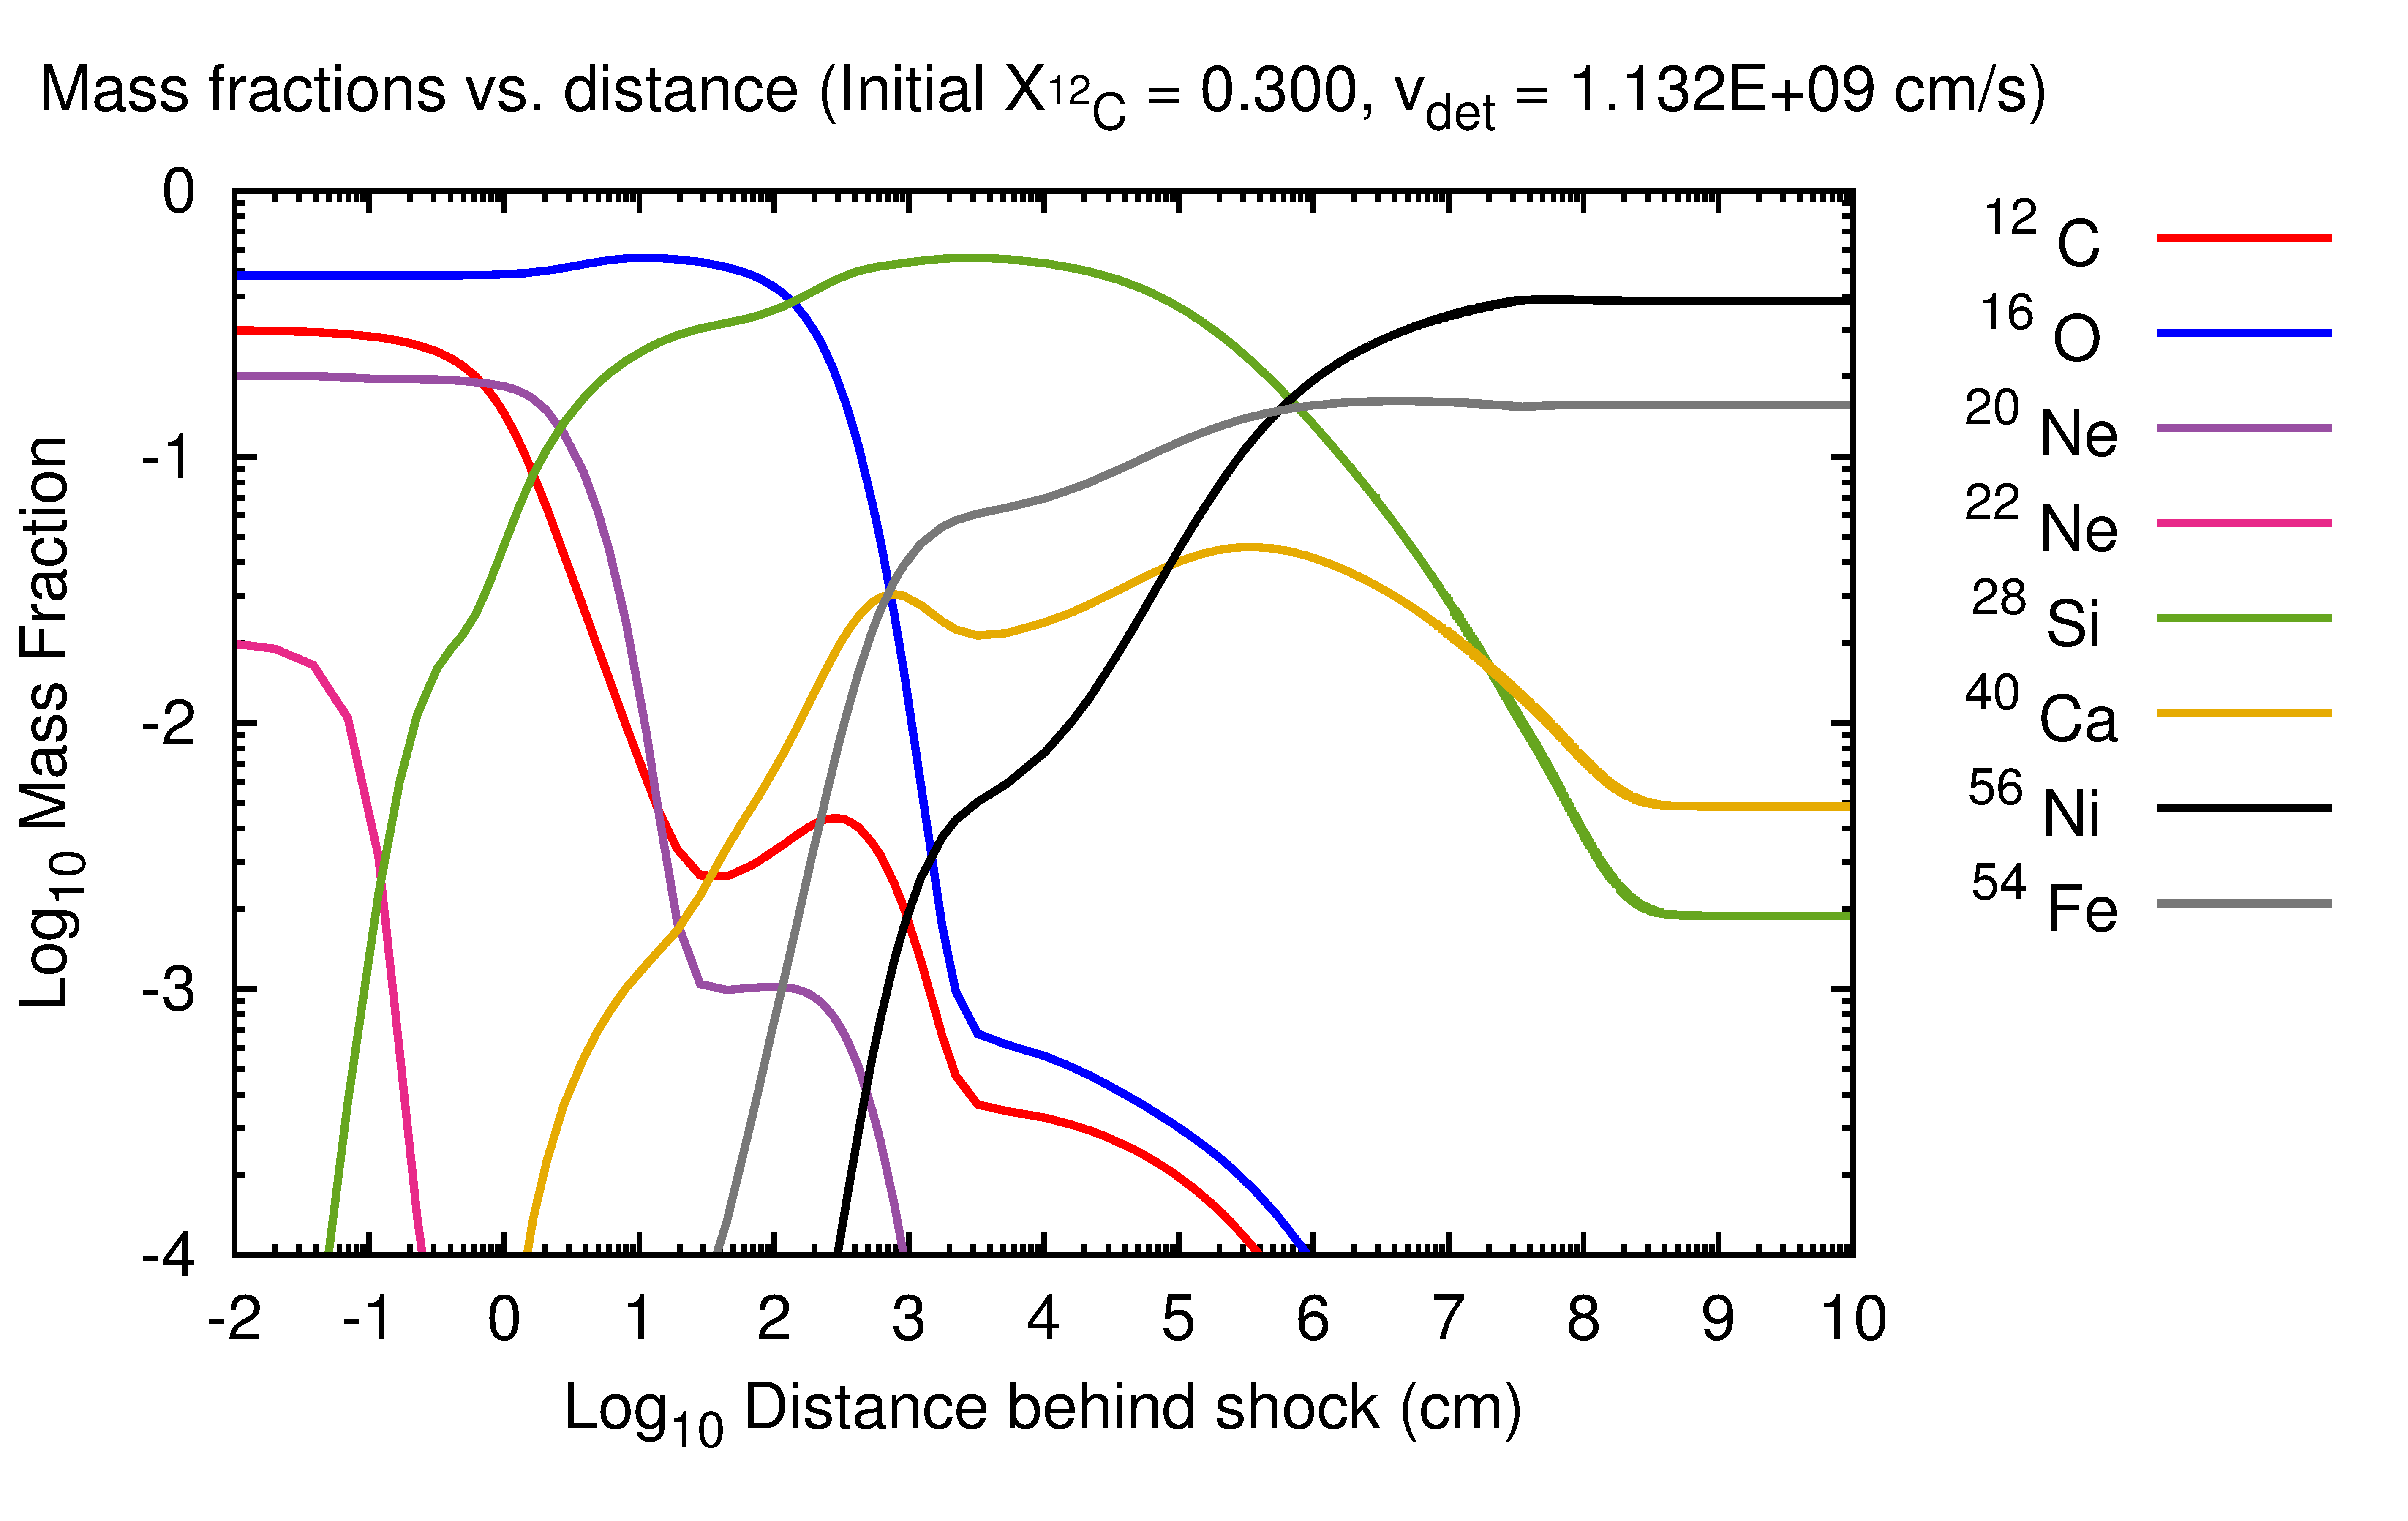 Mass fractions vs. distance (Initial X12C = 0.300, vdet = 1.132E+09 cm/s)
0
-1
-2
-3
-4
Log10 Mass Fraction
-2 -1 0 1 2 3 4 5 6 7 8 9 10
Log10 Distance behind shock (cm)
12 C
16 O
20 Ne
22 Ne
28 Si
40 Ca
56 Ni
54 Fe